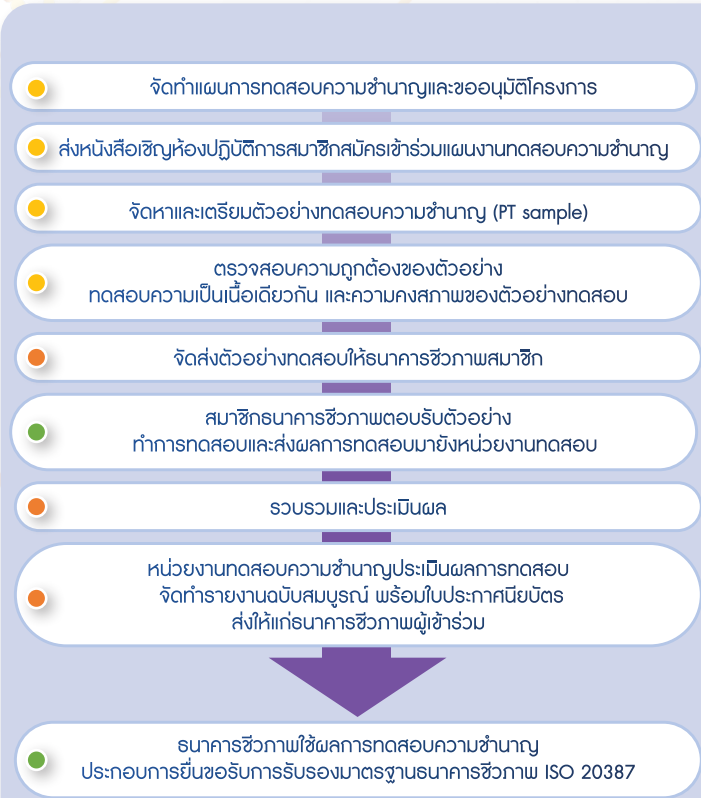 จัดทำแผนการทดสอบความชำนาญและขออนุมัติโครงการ
ส่งหนังสือเชิญห้องปฏิบัติการสมาชิกสมัครเข้าร่วมแผนงานทดสอบความชำนาญ
จัดหาและเตรียมตัวอย่างทดสอบความชำนาญ (PT sample)
ตรวจสอบความถูกต้องของตัวอย่าง
ทดสอบความเป็นเนื้อเดียวกัน และความคงสภาพของตัวอย่างทดสอบ
จัดส่งตัวอย่างทดสอบให้ธนาคารชีวภาพสมาชิก
สมาชิกธนาคารชีวภาพตอบรับตัวอย่าง
ทำการทดสอบและส่งผลการทดสอบมายังหน่วยงานทดสอบ
รวบรวมและประเมินผล
หน่วยงานทดสอบความชำนาญประเมินผลการทดสอบ
จัดทำรายงานฉบับสมบูรณ์ พร้อมใบประกาศนียบัตร
ส่งให้แก่ธนาคารชีวภาพผู้เข้าร่วม
ธนาคารชีวภาพใช้ผลการทดสอบความชำนาญ
ประกอบการยื่นขอรับการรับรองมาตรฐานธนาคารชีวภาพ ISO 20387